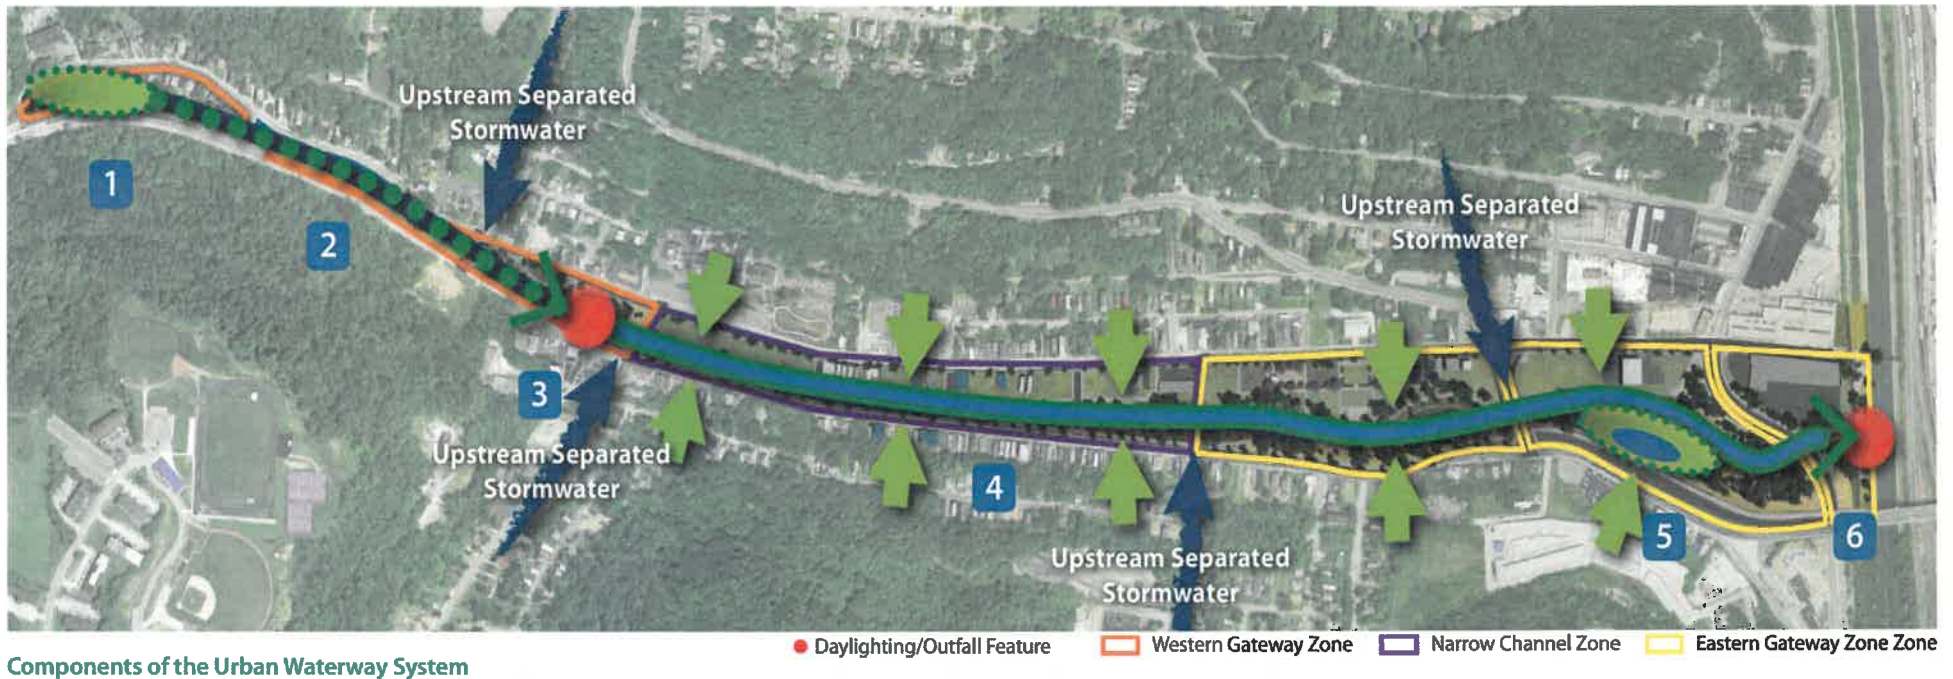 Upstream Separated
Stormwater
1
2
Upstream Separated
Stormwater
3
Upstream Separated
Stormwater
4
Upstream Separated
Stormwater
5
6
Daylighting/Outfall Feature
Western Gateway Zone
Narrow Channel Zone
Eastern Gateway Zone Zone
Components of the Urban Waterway System